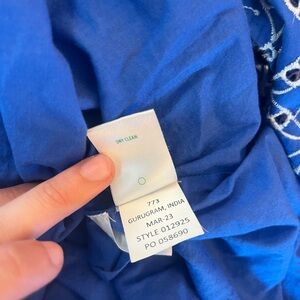 DRY CLEAN
773
GURUGRAM, INDIA
MAR-23
STYLE 012925
PO 058690